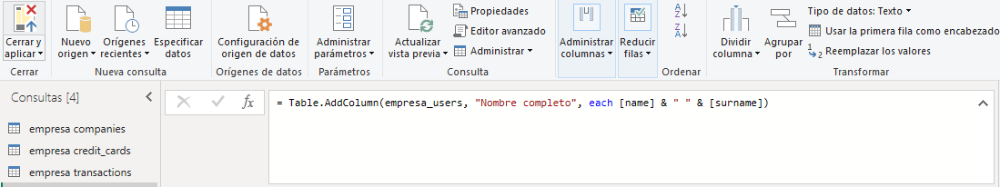 Cerrar y
aplicar
Cerrar
Nuevo
origen
Orígenes
recientes
Especificar
datos
Nueva consulta
Configuración de
origen de datos
Orígenes de datos
Administrar
parámetros
Parámetros
Actualizar
vista previa
Propiedades
Editor avanzado
Administrar
Consulta
Administrar
columnas
Reducir
filas
A
Z
Z
A
Ordenar
Dividir
columna
Agrupar
por
Tipo de datos: Texto
Usar la primera fila como encabezado
1
2
Reemplazar los valores
Transformar
Consultas [4]
fx
= Table.AddColumn(empresa_users, "Nombre completo", each [name] & " " & [surname])
empresa companies
empresa credit_cards
empresa transactions